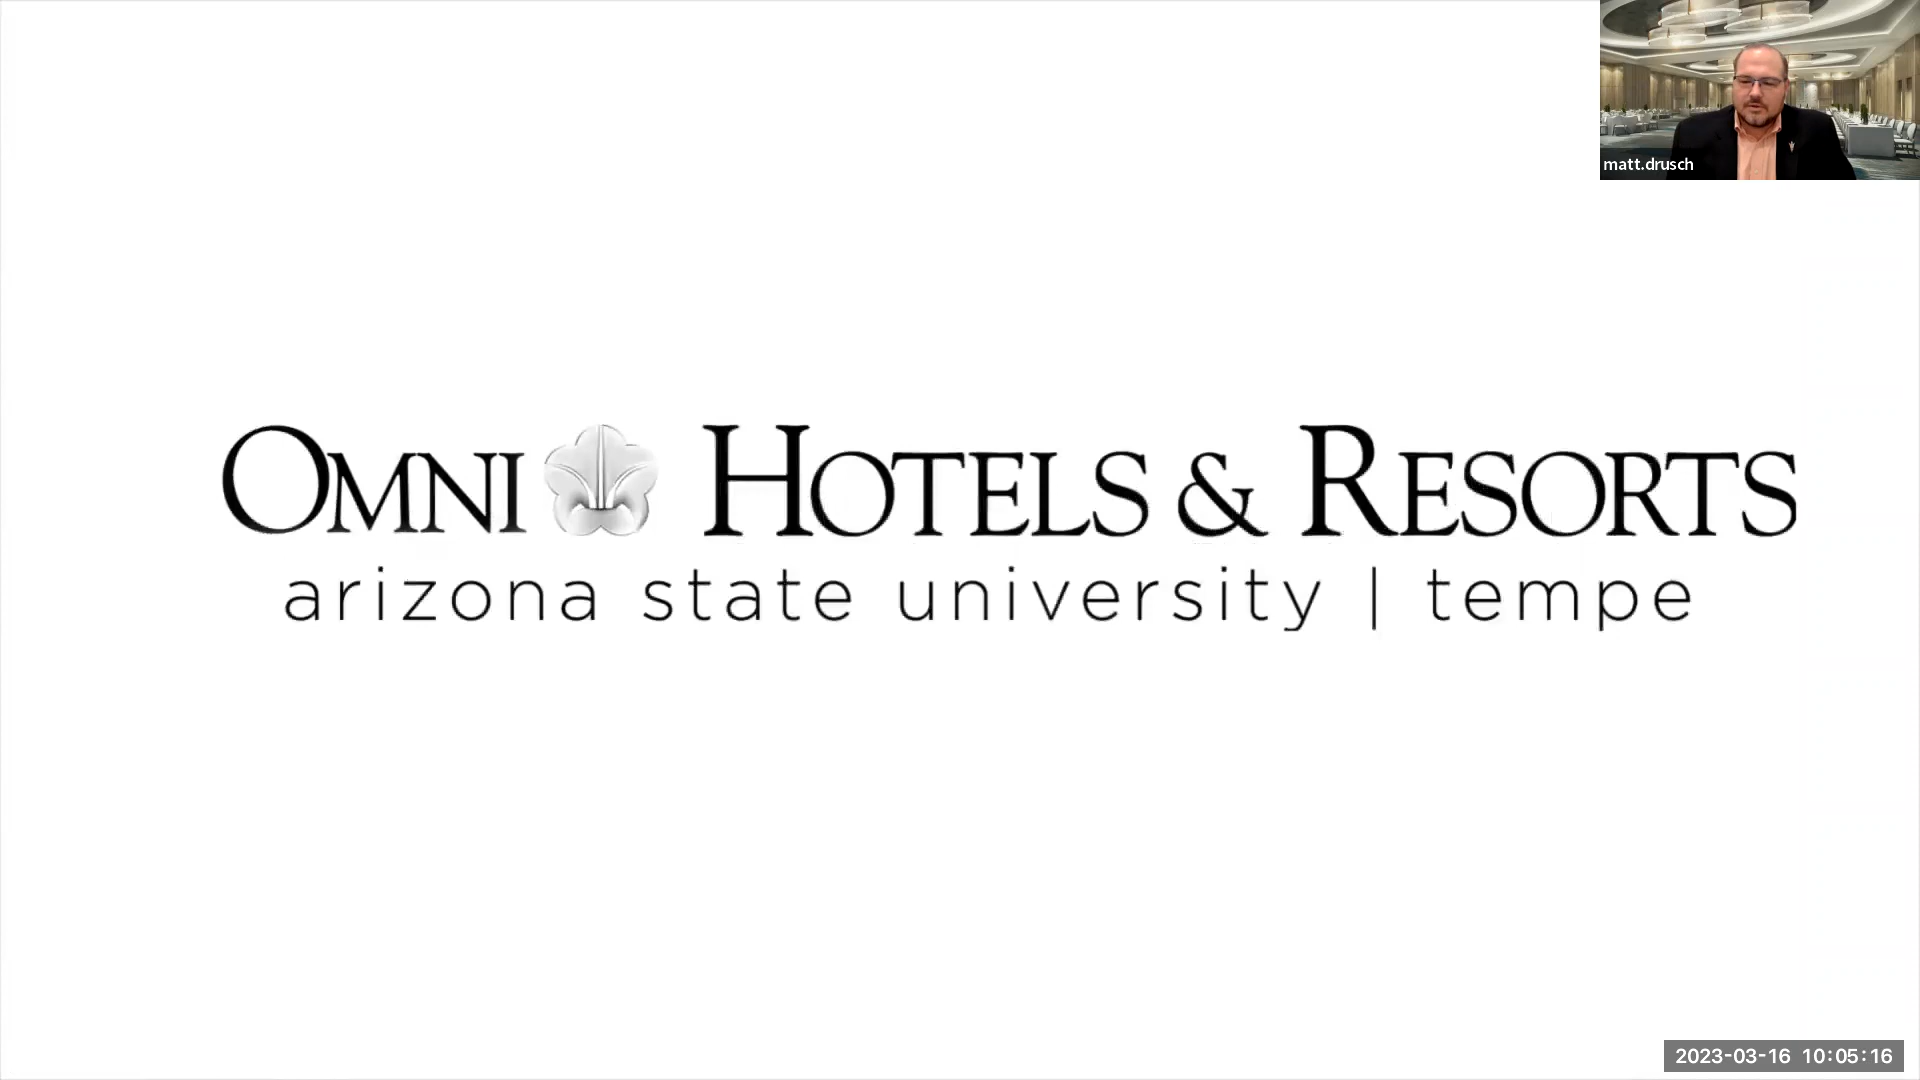 matt.drusch
OMNI HOTELS & RESORTS
arizona state university | tempe
2023-03-16 10:05:16